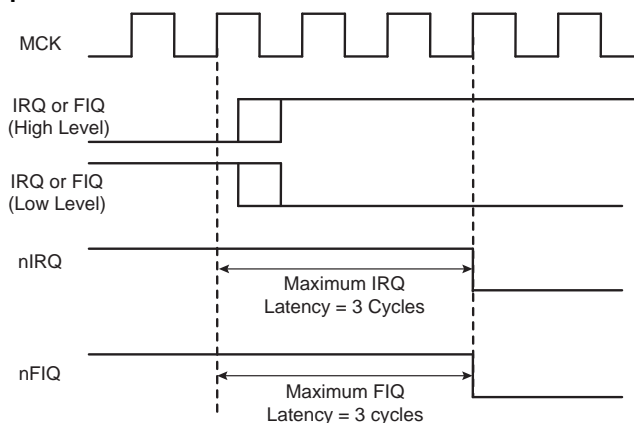 MCK
IRQ or FIQ
(High Level)
IRQ or FIQ
(Low Level)
nIRQ
Maximum IRQ
Latency = 3 Cycles
nFIQ
Maximum FIQ
Latency = 3 cycles